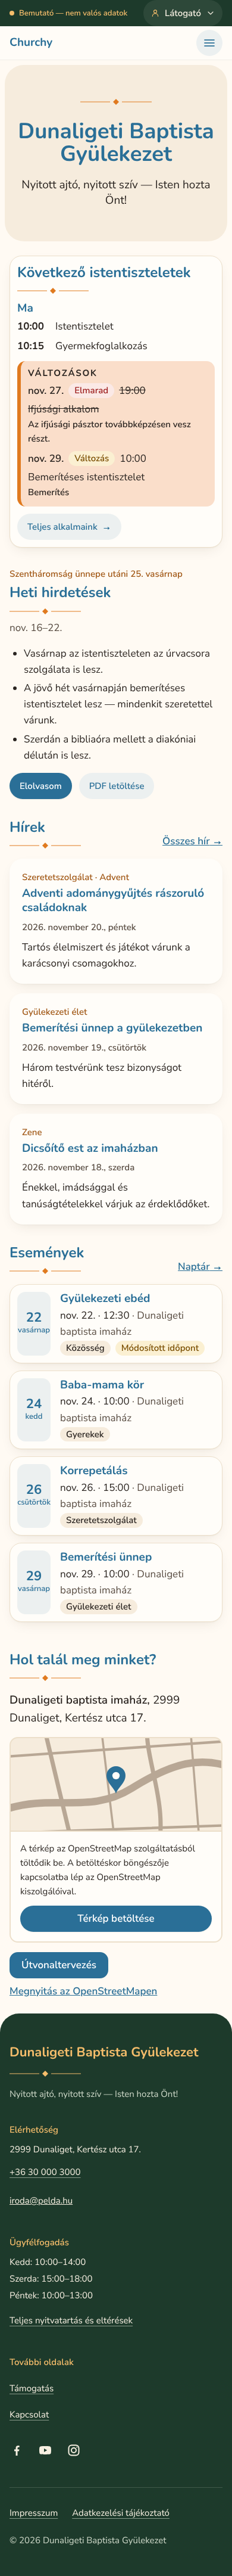 Bemutató — nem valós adatok
Látogató
Churchy
Dunaligeti Baptista
Gyülekezet
Nyitott ajtó, nyitott szív — Isten hozta
Önt!
Következő istentiszteletek
Ma
10:00 Istentisztelet
10:15 Gyermekfoglalkozás
VÁLTOZÁSOK
nov. 27. Elmarad 19:00
Ifjúsági alkalom
Az ifjúsági pásztor továbbképzésen vesz
részt.
nov. 29. Változás 10:00
Bemerítéses istentisztelet
Bemerítés
Teljes alkalmaink →
Szentháromság ünnepe utáni 25. vasárnap
Heti hirdetések
nov. 16–22.
• Vasárnap az istentiszteleten az úrvacsora
szolgálata is lesz.
• A jövő hét vasárnapján bemerítéses
istentisztelet lesz — mindenkit szeretettel
várunk.
• Szerdán a bibliaóra mellett a diakóniai
délután is lesz.
Elolvasom PDF letöltése
Hírek
Összes hír →
Szeretetszolgálat · Advent
Adventi adománygyűjtés rászoruló
családoknak
2026. november 20., péntek
Tartós élelmiszert és játékot várunk a
karácsonyi csomagokhoz.
Gyülekezeti élet
Bemerítési ünnep a gyülekezetben
2026. november 19., csütörtök
Három testvérünk tesz bizonyságot
hitéről.
Zene
Dicsőítő est az imaházban
2026. november 18., szerda
Énekkel, imádsággal és
tanúságtételekkel várjuk az érdeklődőket.
Események
Naptár →
22
vasárnap
Gyülekezeti ebéd
nov. 22. · 12:30 · Dunaligeti
baptista imaház
Közösség Módosított időpont
24
kedd
Baba-mama kör
nov. 24. · 10:00 · Dunaligeti
baptista imaház
Gyerekek
26
csütörtök
Korrepetálás
nov. 26. · 15:00 · Dunaligeti
baptista imaház
Szeretetszolgálat
29
vasárnap
Bemerítési ünnep
nov. 29. · 10:00 · Dunaligeti
baptista imaház
Gyülekezeti élet
Hol talál meg minket?
Dunaligeti baptista imaház, 2999
Dunaliget, Kertész utca 17.
A térkép az OpenStreetMap szolgáltatásból
töltődik be. A betöltéskor böngészője
kapcsolatba lép az OpenStreetMap
kiszolgálóival.
Térkép betöltése
Útvonaltervezés
Megnyitás az OpenStreetMapen
Dunaligeti Baptista Gyülekezet
Nyitott ajtó, nyitott szív — Isten hozta Önt!
Elérhetőség
2999 Dunaliget, Kertész utca 17.
+36 30 000 3000
iroda@pelda.hu
Ügyfélfogadás
Kedd: 10:00–14:00
Szerda: 15:00–18:00
Péntek: 10:00–13:00
Teljes nyitvatartás és eltérések
További oldalak
Támogatás
Kapcsolat
Impresszum Adatkezelési tájékoztató
© 2026 Dunaligeti Baptista Gyülekezet